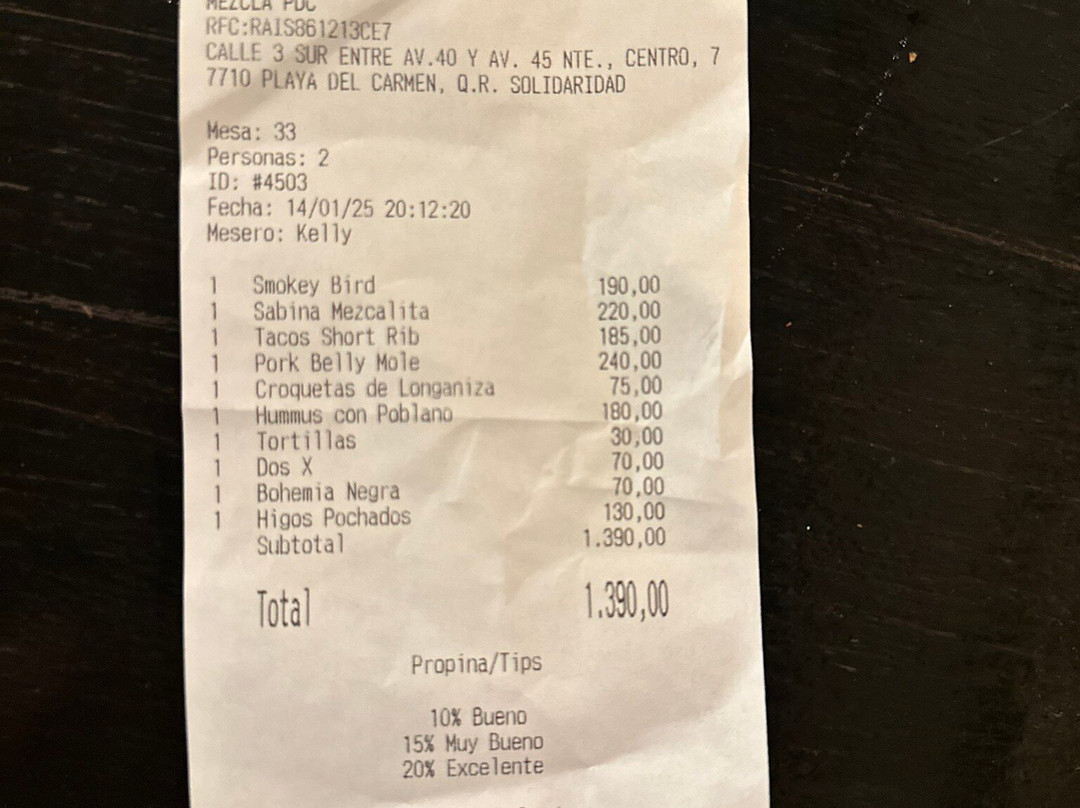 MEZCLA PDC
RFC:RAIS861213CE7
CALLE 3 SUR ENTRE AV.40 Y AV. 45 NTE., CENTRO, 7
7710 PLAYA DEL CARMEN, Q.R. SOLIDARIDAD
Mesa: 33
Personas: 2
ID: #4503
Fecha: 14/01/25 20:12:20
Mesero: Kelly
1 Smokey Bird 190,00
1 Sabina Mezcalita 220,00
1 Tacos Short Rib 185,00
1 Pork Belly Mole 240,00
1 Croquetas de Longaniza 75,00
1 Hummus con Poblano 180,00
1 Tortillas 30,00
1 Dos X 70,00
1 Bohemia Negra 70,00
1 Higos Pochados 130,00
Subtotal 1.390,00
Total 1.390,00
Propina/Tips
10% Bueno
15% Muy Bueno
20% Excelente